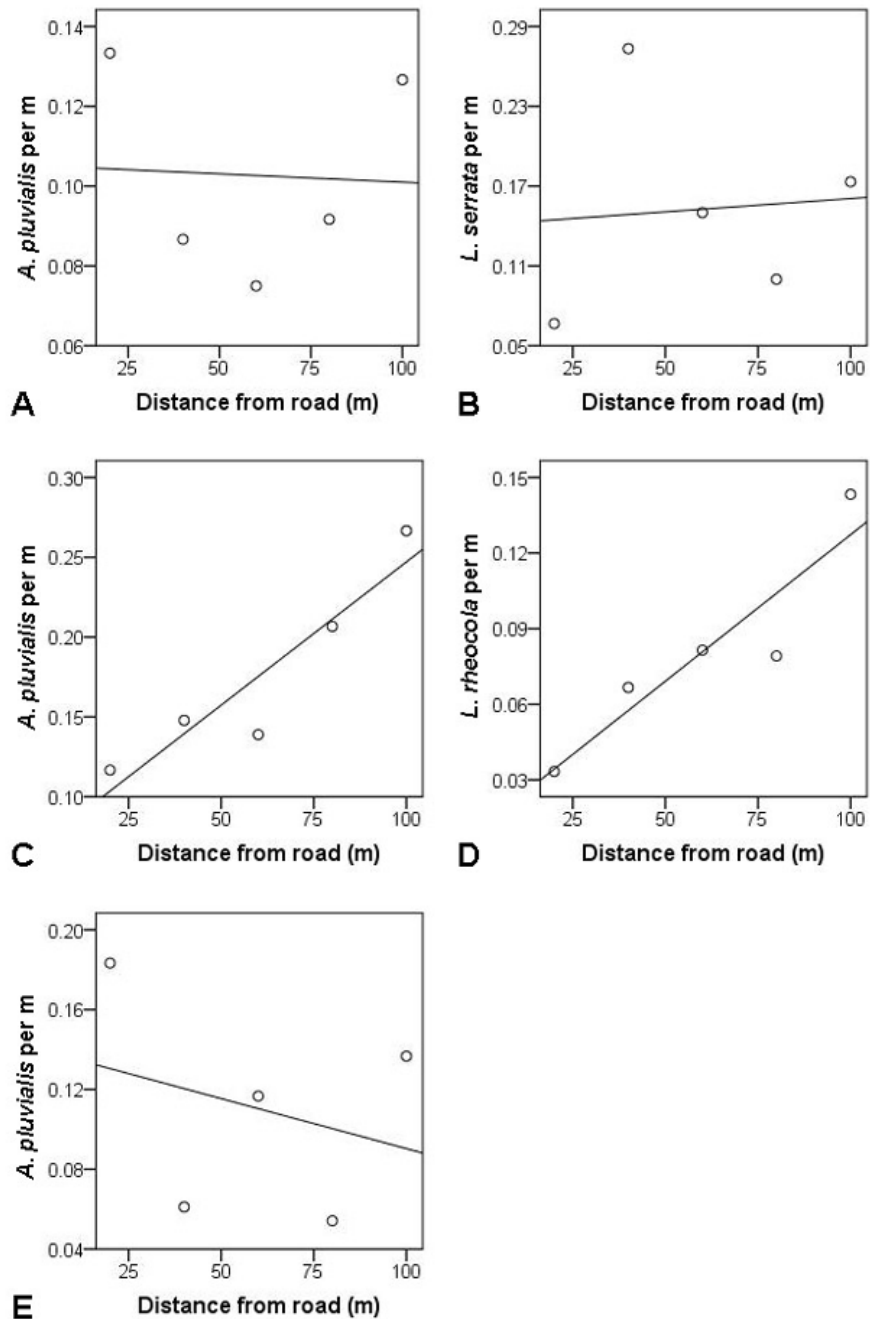 0.14
0.12
0.10
0.08
0.06
A. pluvialis per m
25 50 75 100
A Distance from road (m)
0.29
0.23
0.17
0.11
0.05
L. serrata per m
25 50 75 100
B Distance from road (m)
0.30
0.25
0.20
0.15
0.10
A. pluvialis per m
25 50 75 100
C Distance from road (m)
0.15
0.12
0.09
0.06
0.03
L. rheocola per m
25 50 75 100
D Distance from road (m)
0.20
0.16
0.12
0.08
0.04
A. pluvialis per m
25 50 75 100
E Distance from road (m)